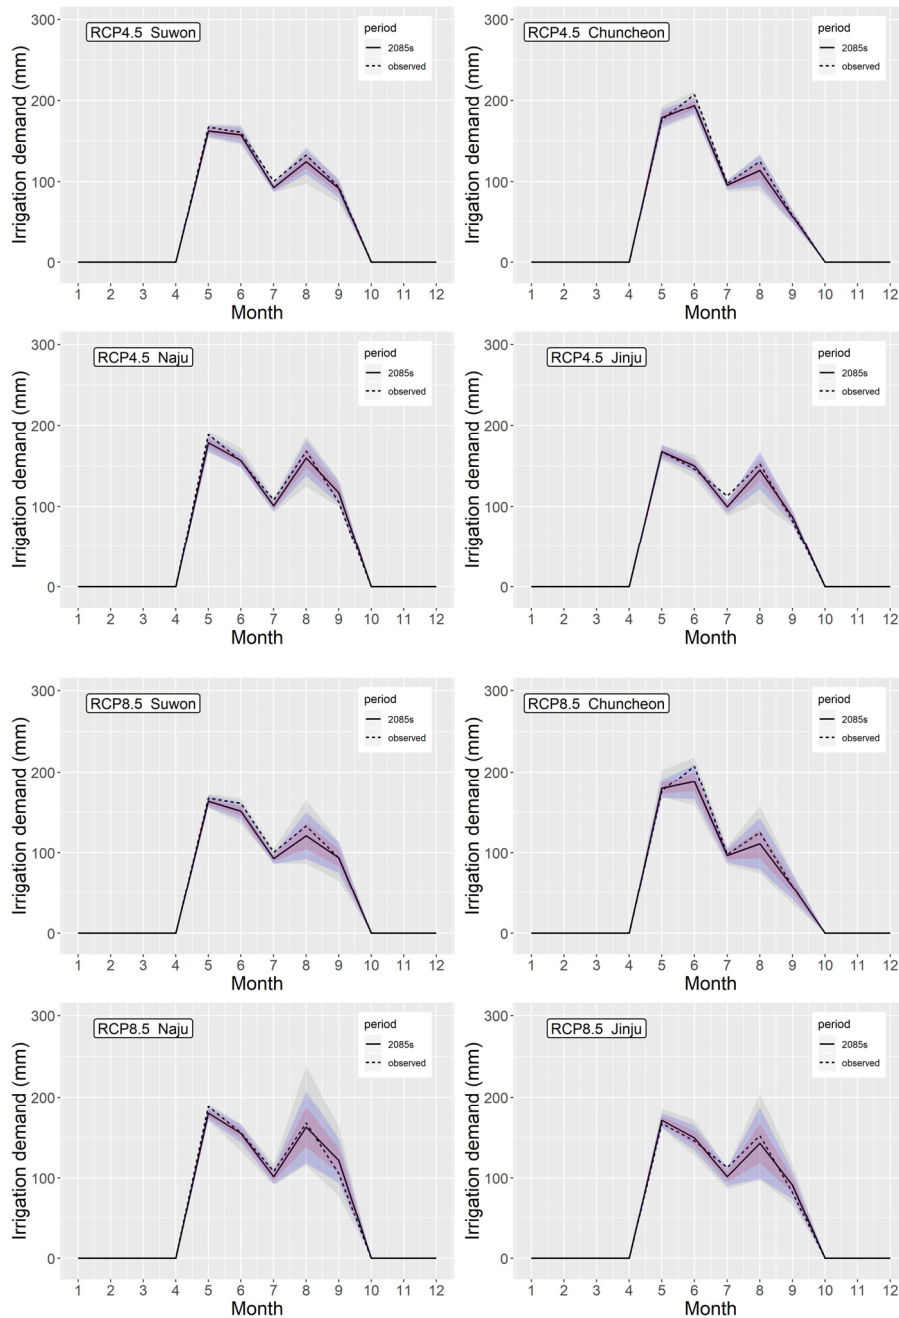 RCP4.5 Suwon
period
2085s
observed
Irrigation demand (mm)
300
200
100
0
1 2 3 4 5 6 7 8 9 10 11 12
Month
RCP4.5 Chuncheon
period
2085s
observed
Irrigation demand (mm)
300
200
100
0
1 2 3 4 5 6 7 8 9 10 11 12
Month
RCP4.5 Naju
period
2085s
observed
Irrigation demand (mm)
300
200
100
0
1 2 3 4 5 6 7 8 9 10 11 12
Month
RCP4.5 Jinju
period
2085s
observed
Irrigation demand (mm)
300
200
100
0
1 2 3 4 5 6 7 8 9 10 11 12
Month
RCP8.5 Suwon
period
2085s
observed
Irrigation demand (mm)
300
200
100
0
1 2 3 4 5 6 7 8 9 10 11 12
Month
RCP8.5 Chuncheon
period
2085s
observed
Irrigation demand (mm)
300
200
100
0
1 2 3 4 5 6 7 8 9 10 11 12
Month
RCP8.5 Naju
period
2085s
observed
Irrigation demand (mm)
300
200
100
0
1 2 3 4 5 6 7 8 9 10 11 12
Month
RCP8.5 Jinju
period
2085s
observed
Irrigation demand (mm)
300
200
100
0
1 2 3 4 5 6 7 8 9 10 11 12
Month